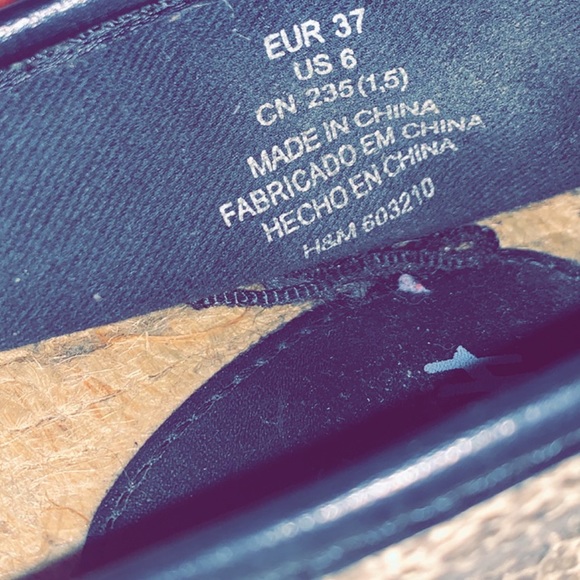 EUR 37
US 6
CN 235(1,5)
MADE IN CHINA
FABRICADO EM CHINA
HECHO EN CHINA
H&M 603210